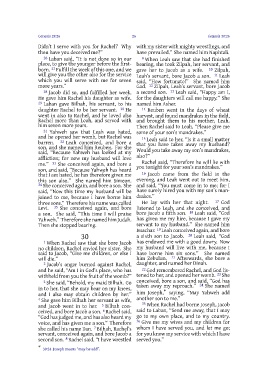 Didn't I serve with you for Rachel? Why
then have you deceived me?"
26 Laban said, "It is not done so in our
place, to give the younger before the first-
born. 27 Fulfill the week of this one, and we
will give you the other also for the service
which you will serve with me for seven
more years."
28 Jacob did so, and fulfilled her week.
He gave him Rachel his daughter as wife.
29 Laban gave Bilhah, his servant, to his
daughter Rachel to be her servant. 30 He
went in also to Rachel, and he loved also
Rachel more than Leah, and served with
him seven more years.
31 Yahweh saw that Leah was hated,
and he opened her womb, but Rachel was
barren. 32 Leah conceived, and bore a
son, and she named him Reuben. For she
said, "Because Yahweh has looked at my
affliction; for now my husband will love
me." 33 She conceived again, and bore a
son, and said, "Because Yahweh has heard
that I am hated, he has therefore given me
this son also." She named him Simeon.
34 She conceived again, and bore a son. She
said, "Now this time my husband will be
joined to me, because I have borne him
three sons." Therefore his name was called
Levi. 35 She conceived again, and bore
a son. She said, "This time I will praise
Yahweh." Therefore she named him Judah.
Then she stopped bearing.
30
1 When Rachel saw that she bore Jacob
no children, Rachel envied her sister. She
said to Jacob, "Give me children, or else I
will die."
2 Jacob's anger burned against Rachel,
and he said, "Am I in God's place, who has
withheld from you the fruit of the womb?"
3 She said, "Behold, my maid Bilhah. Go
in to her, that she may bear on my knees,
and I also may obtain children by her."
4 She gave him Bilhah her servant as wife,
and Jacob went in to her. 5 Bilhah con-
ceived, and bore Jacob a son. 6 Rachel said,
"God has judged me, and has also heard my
voice, and has given me a son." Therefore
she called his name Dan. 7 Bilhah, Rachel's
servant, conceived again, and bore Jacob a
second son. 8 Rachel said, "I have wrestled
with my sister with mighty wrestlings, and
have prevailed." She named him Naphtali.
9 When Leah saw that she had finished
bearing, she took Zilpah, her servant, and
gave her to Jacob as a wife. 10 Zilpah,
Leah's servant, bore Jacob a son. 11 Leah
said, "How fortunate!" She named him
Gad. 12 Zilpah, Leah's servant, bore Jacob
a second son. 13 Leah said, "Happy am I,
for the daughters will call me happy." She
named him Asher.
14 Reuben went in the days of wheat
harvest, and found mandrakes in the field,
and brought them to his mother, Leah.
Then Rachel said to Leah, "Please give me
some of your son's mandrakes."
15 Leah said to her, "Is it a small matter
that you have taken away my husband?
Would you take away my son's mandrakes,
also?"
Rachel said, "Therefore he will lie with
you tonight for your son's mandrakes."
16 Jacob came from the field in the
evening, and Leah went out to meet him,
and said, "You must come in to me; for I
have surely hired you with my son's man-
drakes."
He lay with her that night. 17 God
listened to Leah, and she conceived, and
bore Jacob a fifth son. 18 Leah said, "God
has given me my hire, because I gave my
servant to my husband." She named him
Issachar. 19 Leah conceived again, and bore
a sixth son to Jacob. 20 Leah said, "God
has endowed me with a good dowry. Now
my husband will live with me, because I
have borne him six sons." She named
him Zebulun. 21 Afterwards, she bore a
daughter, and named her Dinah.
22 God remembered Rachel, and God lis-
tened to her, and opened her womb. 23 She
conceived, bore a son, and said, "God has
taken away my reproach." 24 She named
him Joseph, saying, "May Yahweh add
another son to me."
25 When Rachel had borne Joseph, Jacob
said to Laban, "Send me away, that I may
go to my own place, and to my country.
26 Give me my wives and my children for
whom I have served you, and let me go;
for you know my service with which I have
served you."
30:24 Joseph means "may he add".